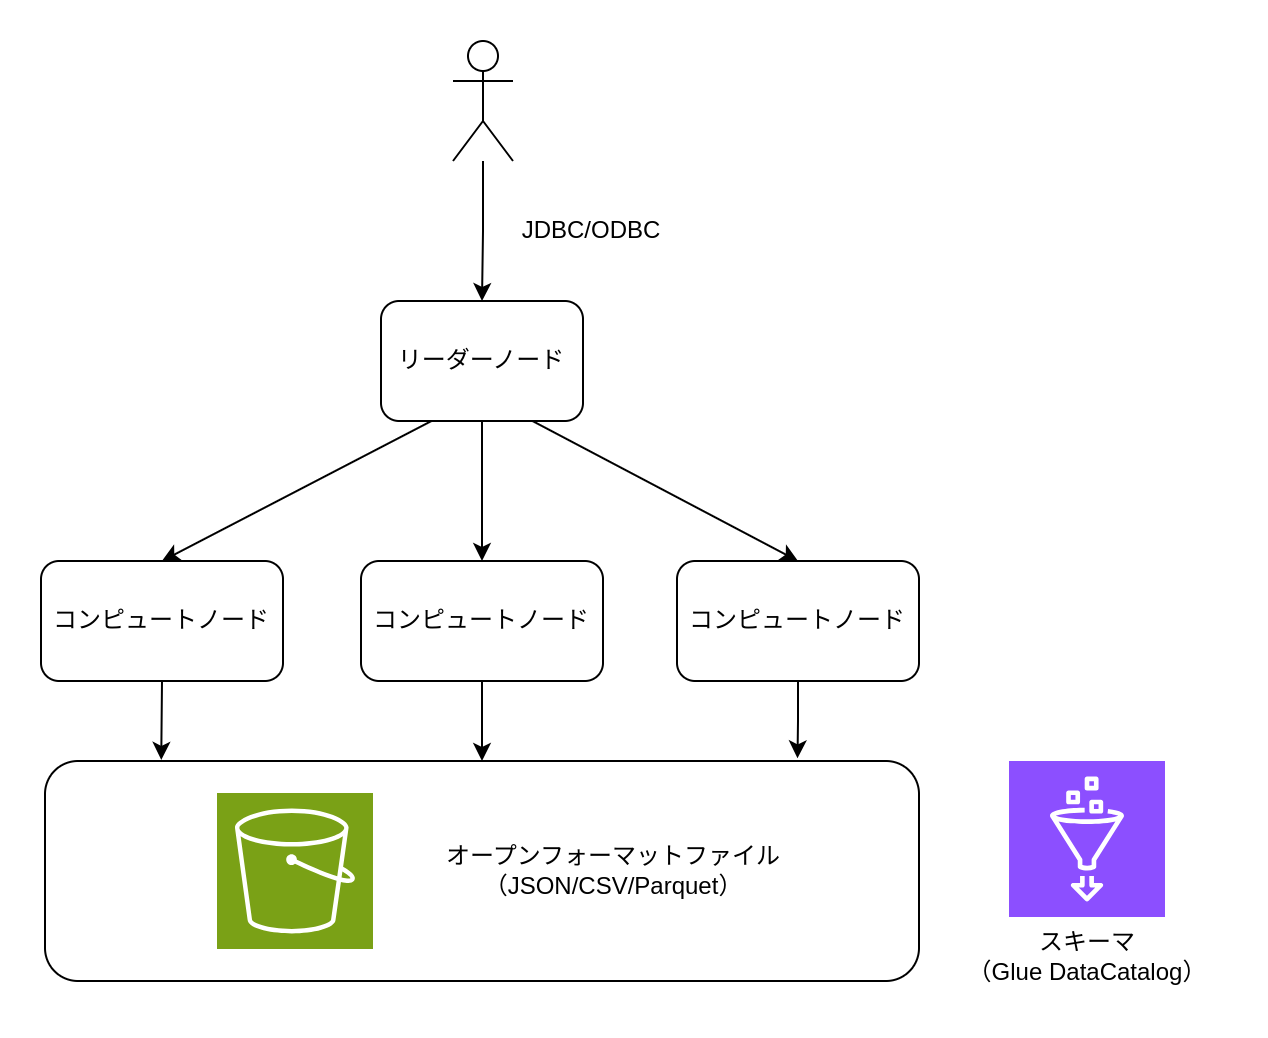 JDBC/ODBC
リーダーノード
コンピュートノード
コンピュートノード
コンピュートノード
オープンフォーマットファイル
（JSON/CSV/Parquet）
スキーマ
（Glue DataCatalog）